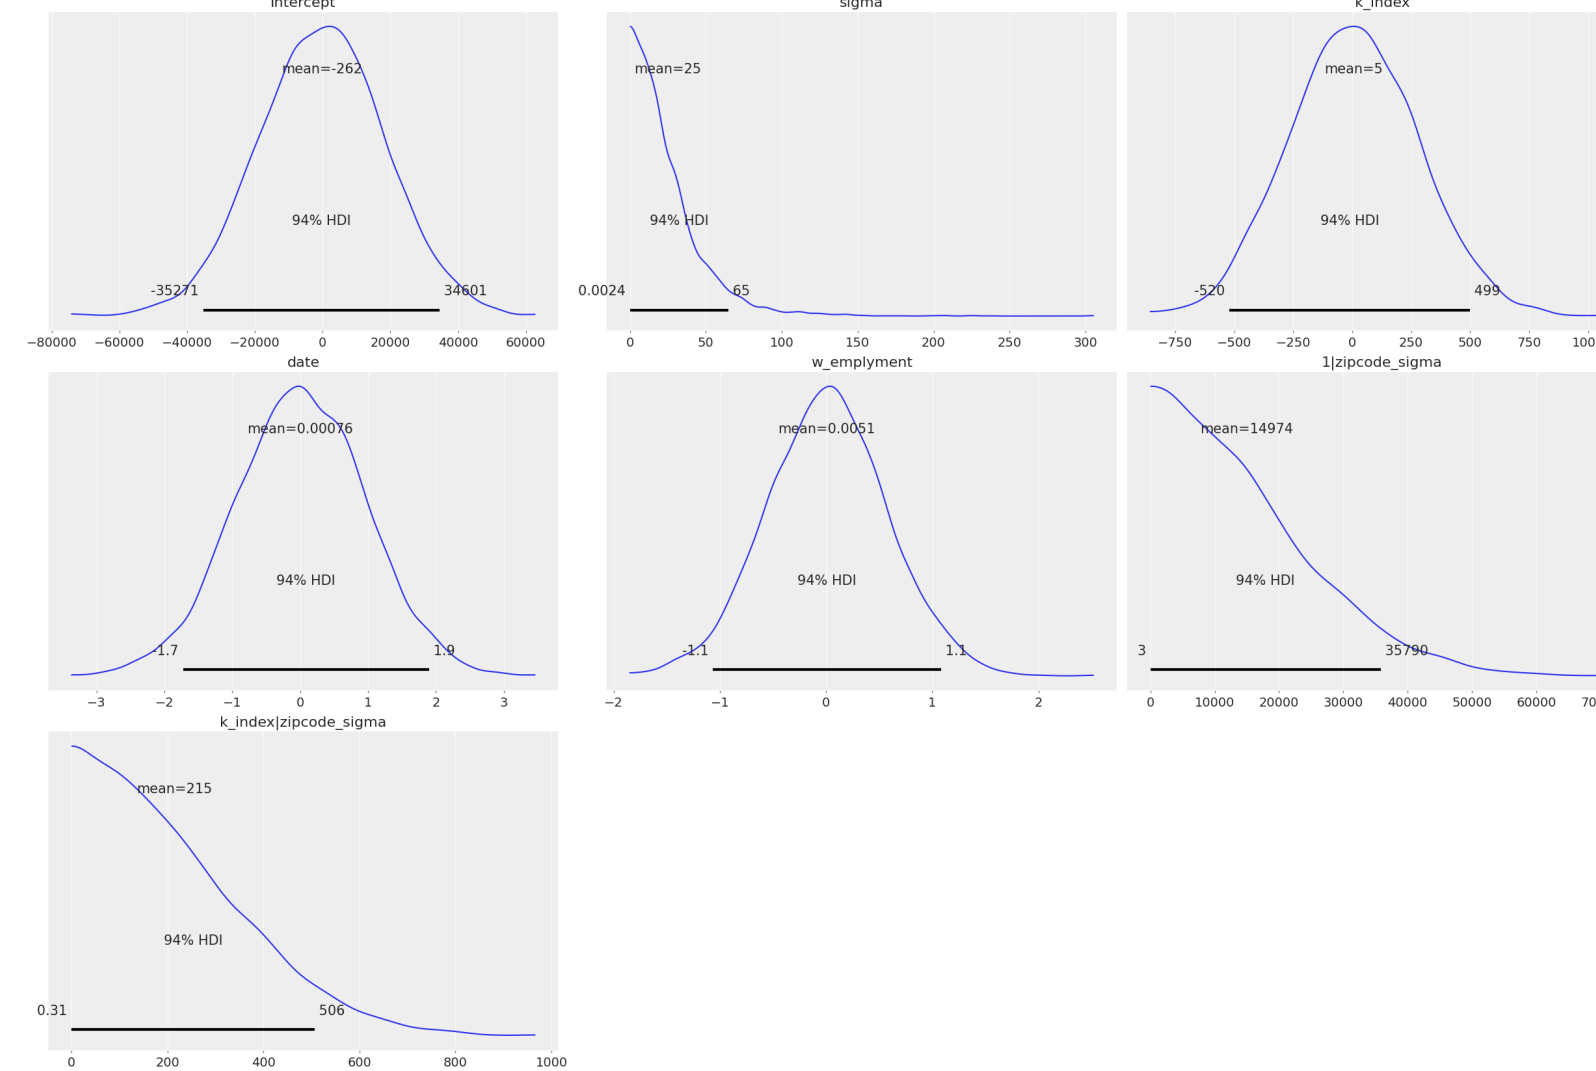 Intercept
sigma
k_index
mean=-262
mean=25
mean=5
94% HDI
94% HDI
94% HDI
-35271
34601
0.0024
65
-520
499
−80000 −60000 −40000 −20000 0 20000 40000 60000
0 50 100 150 200 250 300
−750 −500 −250 0 250 500 750
date
w_emplyment
1|zipcode_sigma
mean=0.00076
mean=0.0051
mean=14974
94% HDI
94% HDI
94% HDI
-1.7
1.9
-1.1
1.1
3
35790
−3 −2 −1 0 1 2 3
−2 −1 0 1 2
0 10000 20000 30000 40000 50000 60000
k_index|zipcode_sigma
mean=215
94% HDI
0.31
506
0 200 400 600 800 1000